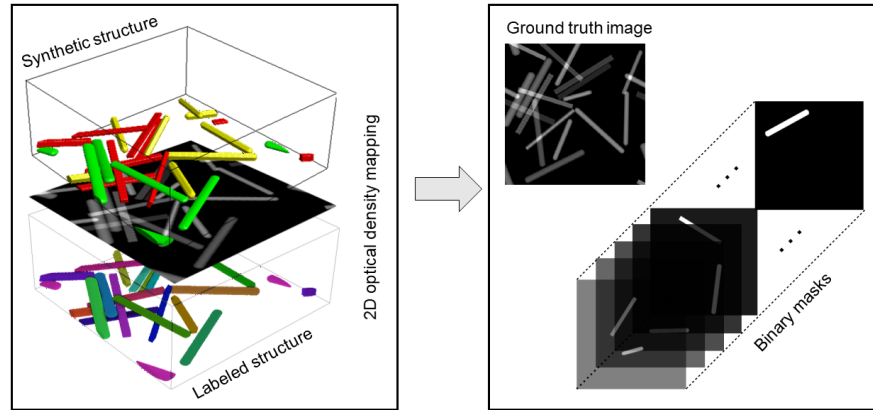 Synthetic structure
2D optical density mapping
Labeled structure
Ground truth image
Binary masks